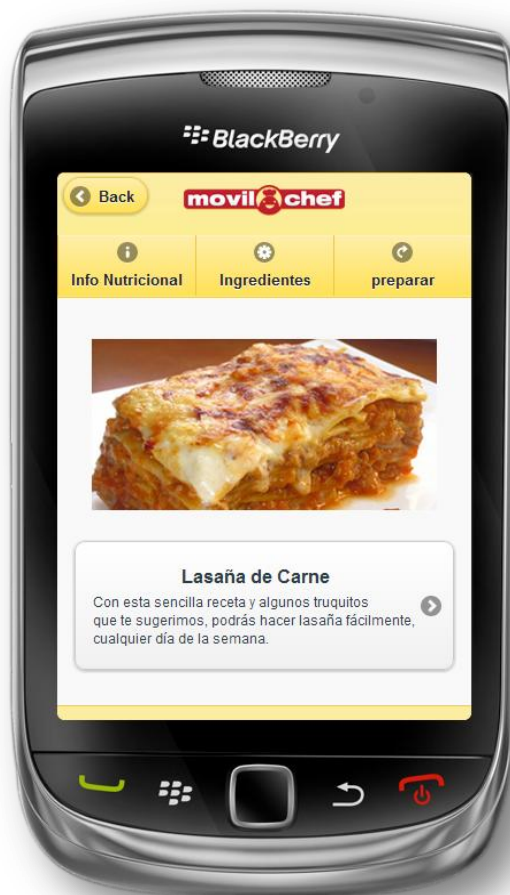 BlackBerry
Back
movil chef
Info Nutricional
Ingredientes
preparar
Lasaña de Carne
Con esta sencilla receta y algunos truquitos
que te sugerimos, podrás hacer lasaña fácilmente,
cualquier día de la semana.